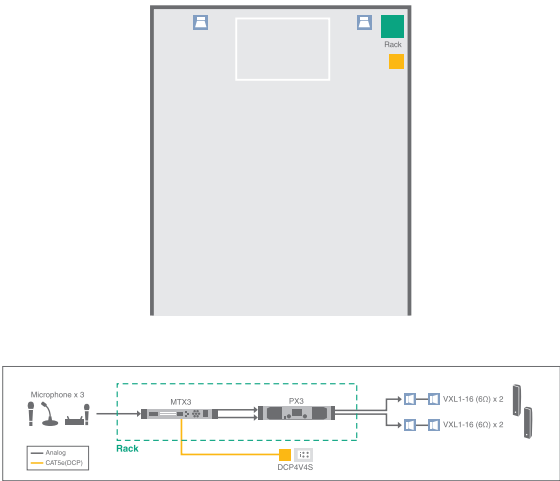 Rack
Microphone x 3
MTX3
PX3
VXL1-16 (6Ω) x 2
VXL1-16 (6Ω) x 2
Rack
Analog
CAT5e(DCP)
DCP4V4S